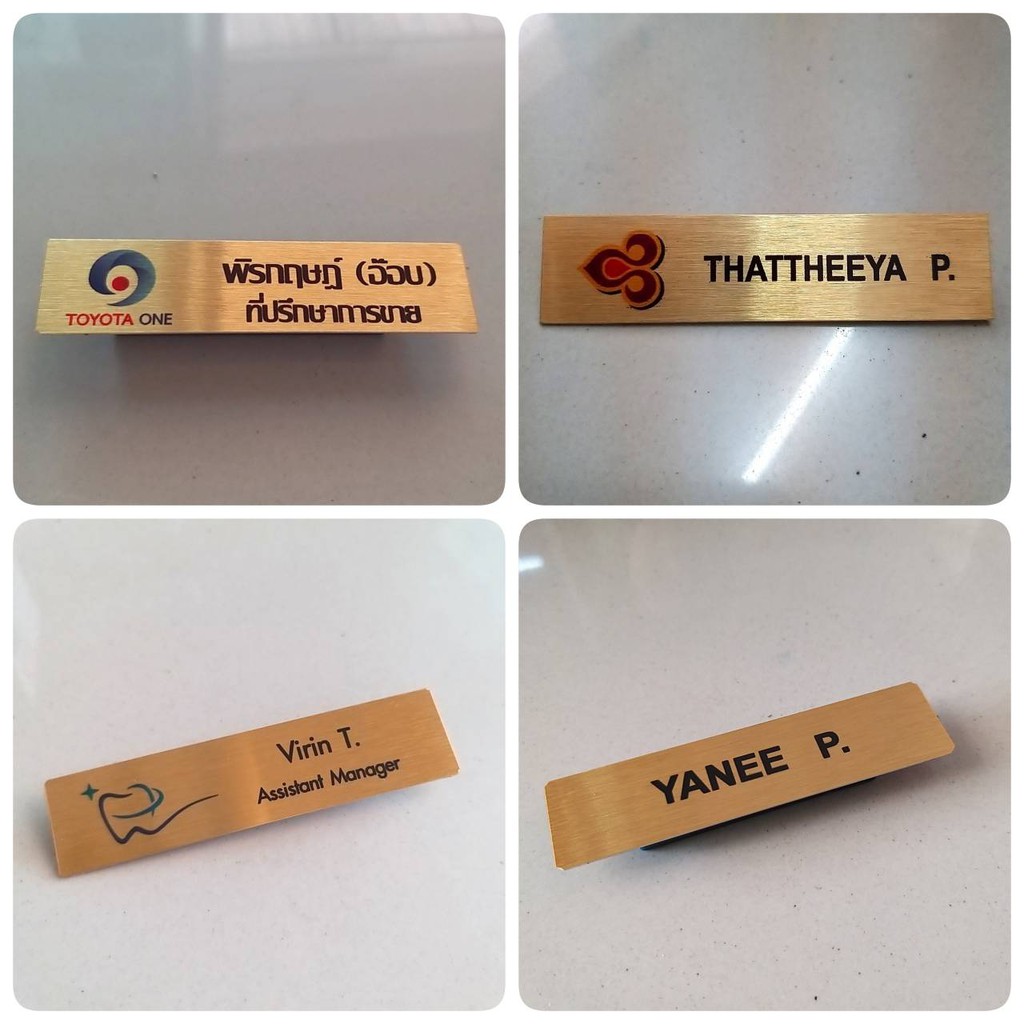 พิรกฤษฏ์ (อ๊อบ)
ที่ปรึกษาการขาย
TOYOTA ONE
THATTHEEYA P.
Virin T.
Assistant Manager
YANEE P.